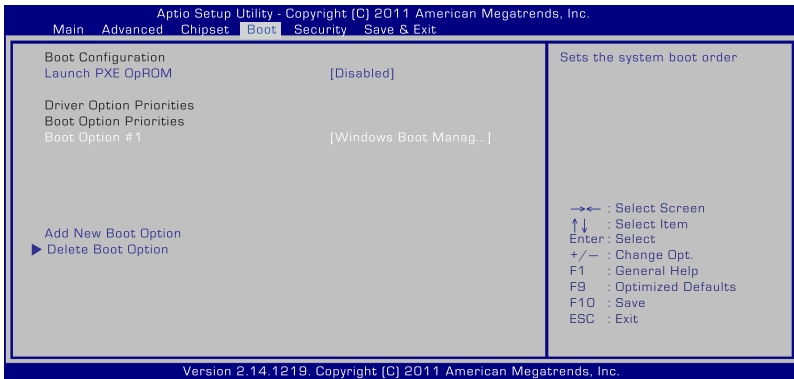 Aptio Setup Utility - Copyright (C) 2011 American Megatrends, Inc.
Main Advanced Chipset Boot Security Save & Exit
Boot Configuration
Launch PXE OpROM [Disabled]
Driver Option Priorities
Boot Option Priorities
Boot Option #1 [Windows Boot Manag...]
Add New Boot Option
Delete Boot Option
Sets the system boot order
→← : Select Screen
↑↓ : Select Item
Enter : Select
+/— : Change Opt.
F1 : General Help
F9 : Optimized Defaults
F10 : Save
ESC : Exit
Version 2.14.1219. Copyright (C) 2011 American Megatrends, Inc.